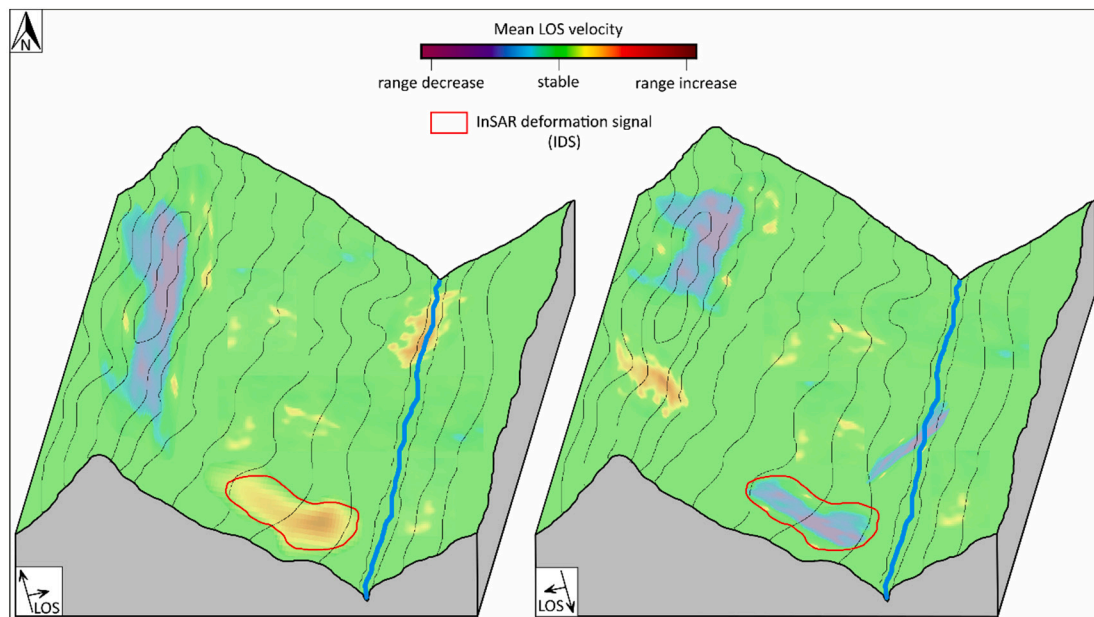 N
Mean LOS velocity
range decrease
stable
range increase
InSAR deformation signal
(IDS)
LOS
LOS